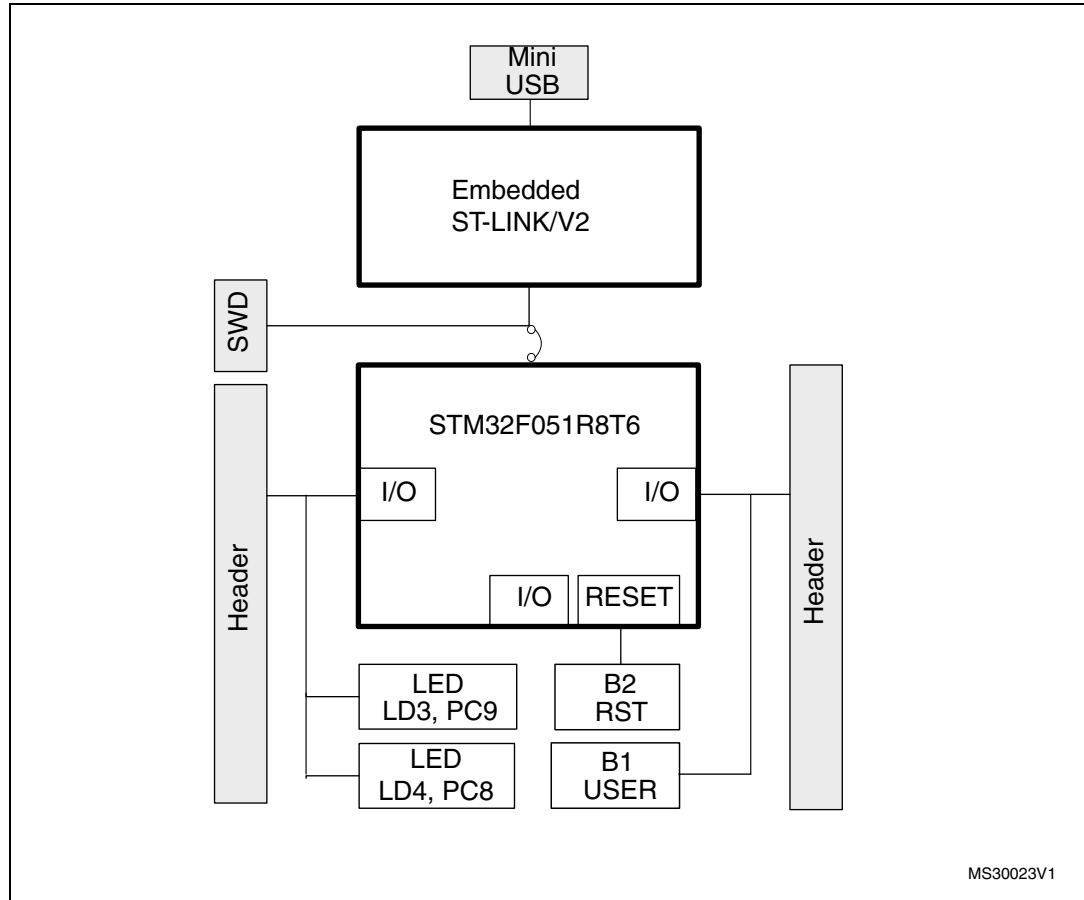 Mini
USB
Embedded
ST-LINK/V2
SWD
STM32F051R8T6
I/O
I/O
Header
Header
I/O
RESET
LED
LD3, PC9
B2
RST
LED
LD4, PC8
B1
USER
MS30023V1